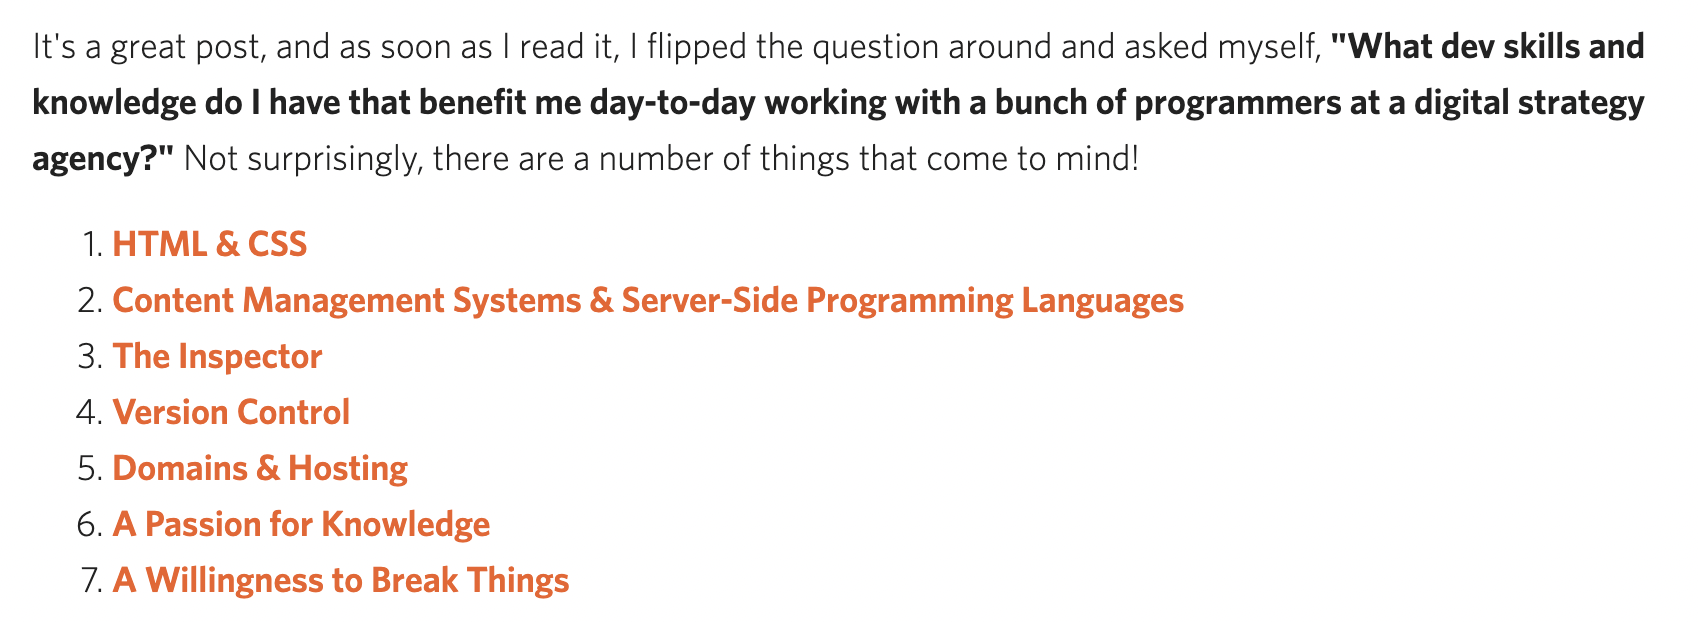 It's a great post, and as soon as I read it, I flipped the question around and asked myself, "What dev skills and
knowledge do I have that benefit me day-to-day working with a bunch of programmers at a digital strategy
agency?" Not surprisingly, there are a number of things that come to mind!
1. HTML & CSS
2. Content Management Systems & Server-Side Programming Languages
3. The Inspector
4. Version Control
5. Domains & Hosting
6. A Passion for Knowledge
7. A Willingness to Break Things